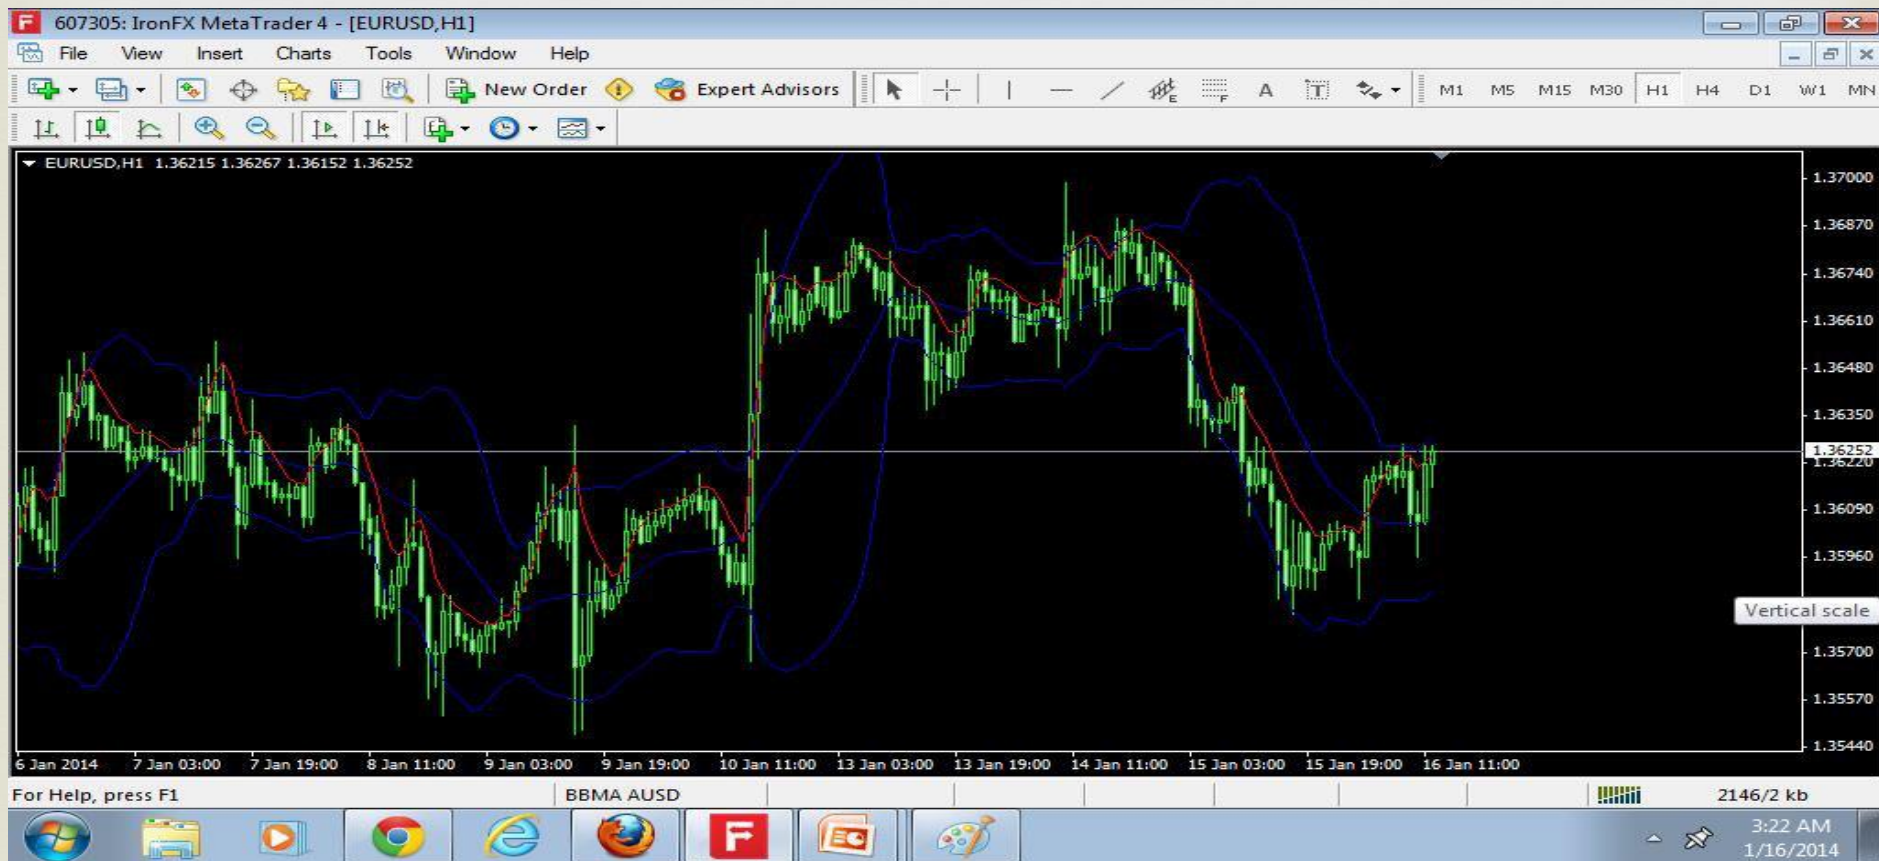 607305: IronFX MetaTrader 4 - [EURUSD,H1]
File View Insert Charts Tools Window Help
New Order Expert Advisors A T E F M1 M5 M15 M30 H1 H4 D1 W1 MN
EURUSD,H1 1.36215 1.36267 1.36152 1.36252
1.37000
1.36870
1.36740
1.36610
1.36480
1.36350
1.36252
1.36220
1.36090
1.35960
Vertical scale
1.35700
1.35570
1.35440
6 Jan 2014 7 Jan 03:00 7 Jan 19:00 8 Jan 11:00 9 Jan 03:00 9 Jan 19:00 10 Jan 11:00 13 Jan 03:00 13 Jan 19:00 14 Jan 11:00 15 Jan 03:00 15 Jan 19:00 16 Jan 11:00
For Help, press F1 BBMA AUSD 2146/2 kb
3:22 AM
1/16/2014